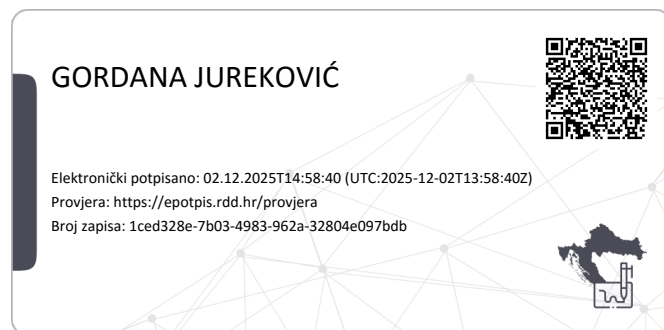 GORDANA JUREKOVIĆ
Elektronički potpisano: 02.12.2025T14:58:40 (UTC:2025-12-02T13:58:40Z)
Provjera: https://epotpis.rdd.hr/provjera
Broj zapisa: 1ced328e-7b03-4983-962a-32804e097bdb